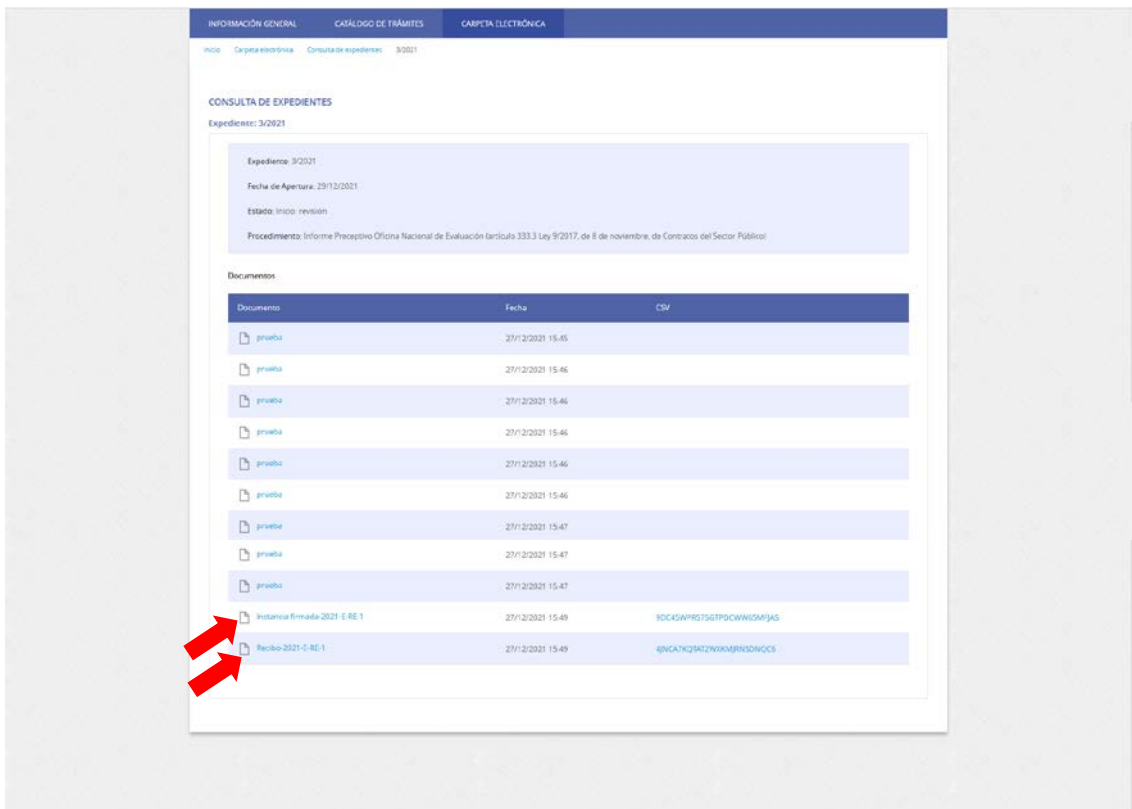 INFORMACIÓN GENERAL CATÁLOGO DE TRÁMITES CARPETA ELECTRÓNICA
Inicio Carpeta electrónica Consulta de expedientes 3/2021
CONSULTA DE EXPEDIENTES
Expediente: 3/2021
Expediente: 3/2021
Fecha de Apertura: 29/12/2021
Estado: Inicio: revisión
Procedimiento: Informe Preceptivo Oficina Nacional de Evaluación (artículo 333.3 Ley 9/2017, de 8 de noviembre, de Contratos del Sector Público)
Documentos
Documento Fecha CSV
prueba 27/12/2021 15:45
prueba 27/12/2021 15:46
prueba 27/12/2021 15:46
prueba 27/12/2021 15:46
prueba 27/12/2021 15:46
prueba 27/12/2021 15:46
prueba 27/12/2021 15:47
prueba 27/12/2021 15:47
prueba 27/12/2021 15:47
Instancia firmada-2021-E-RE-1 27/12/2021 15:49
Recibo-2021-E-RE-1 27/12/2021 15:49